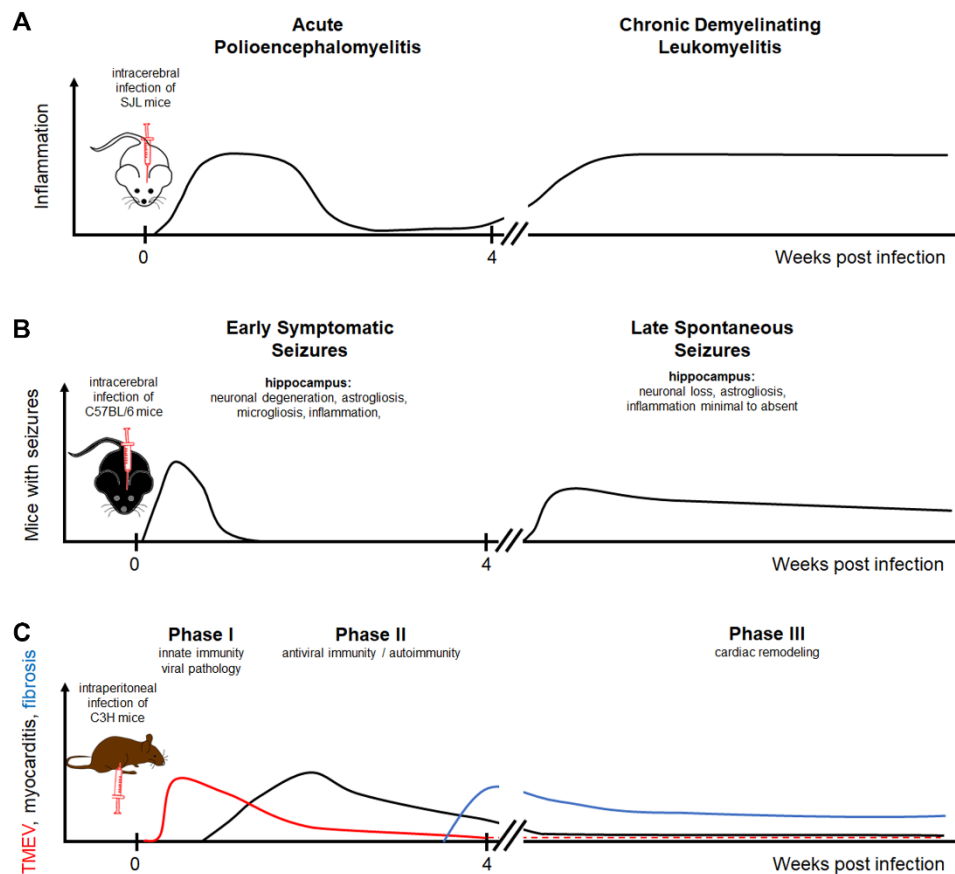 A
Acute
Polioencephalomyelitis
Chronic Demyelinating
Leukomyelitis
intracerebral
infection of
SJL mice
Inflammation
0
4
Weeks post infection
B
Early Symptomatic
Seizures
Late Spontaneous
Seizures
hippocampus:
neuronal degeneration, astrogliosis,
microgliosis, inflammation,
hippocampus:
neuronal loss, astrogliosis,
inflammation minimal to absent
intracerebral
infection of
C57BL/6 mice
Mice with seizures
0
4
Weeks post infection
C
Phase I
innate immunity
viral pathology
Phase II
antiviral immunity / autoimmunity
Phase III
cardiac remodeling
intraperitoneal
infection of
C3H mice
TMEV, myocarditis, fibrosis
0
4
Weeks post infection